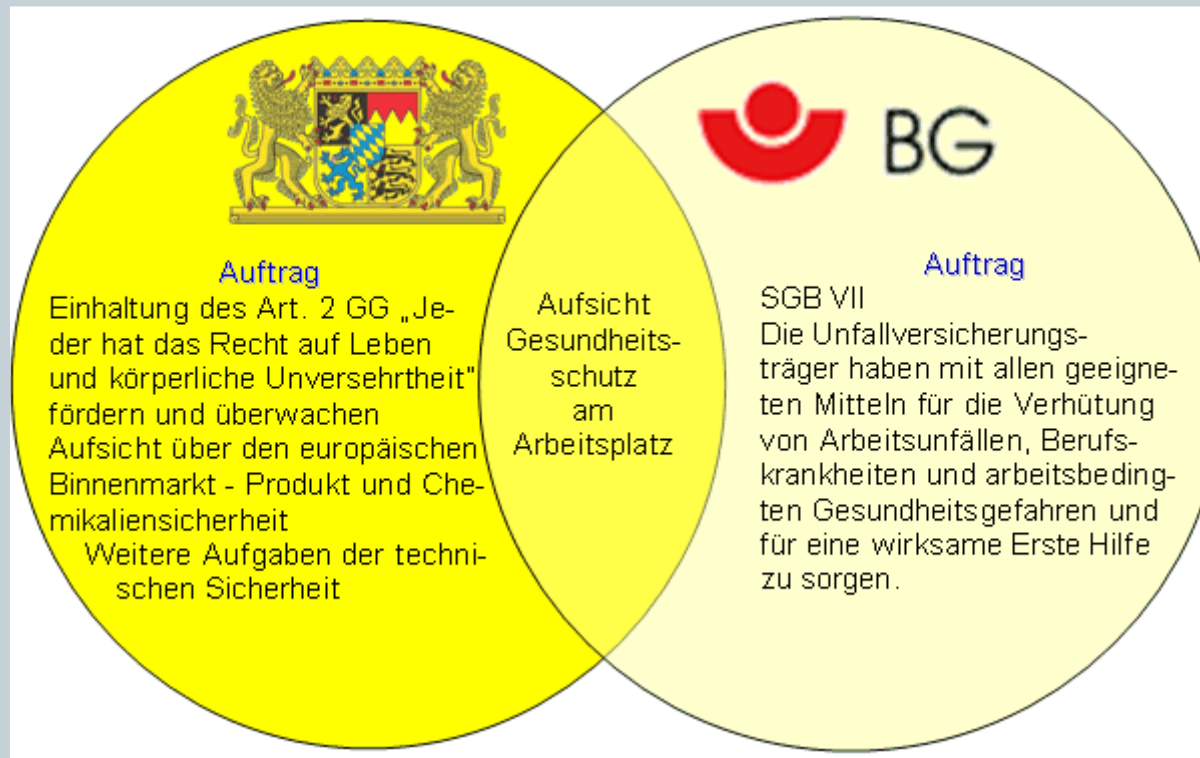 BG
Auftrag
Einhaltung des Art. 2 GG „Je-
der hat das Recht auf Leben
und körperliche Unversehrtheit"
fördern und überwachen
Aufsicht über den europäischen
Binnenmarkt - Produkt und Che-
mikaliensicherheit
Weitere Aufgaben der techni-
schen Sicherheit
Aufsicht
Gesundheits-
schutz
am
Arbeitsplatz
Auftrag
SGB VII
Die Unfallversicherungs-
träger haben mit allen geeigne-
ten Mitteln für die Verhütung
von Arbeitsunfällen, Berufs-
krankheiten und arbeitsbeding-
ten Gesundheitsgefahren und
für eine wirksame Erste Hilfe
zu sorgen.